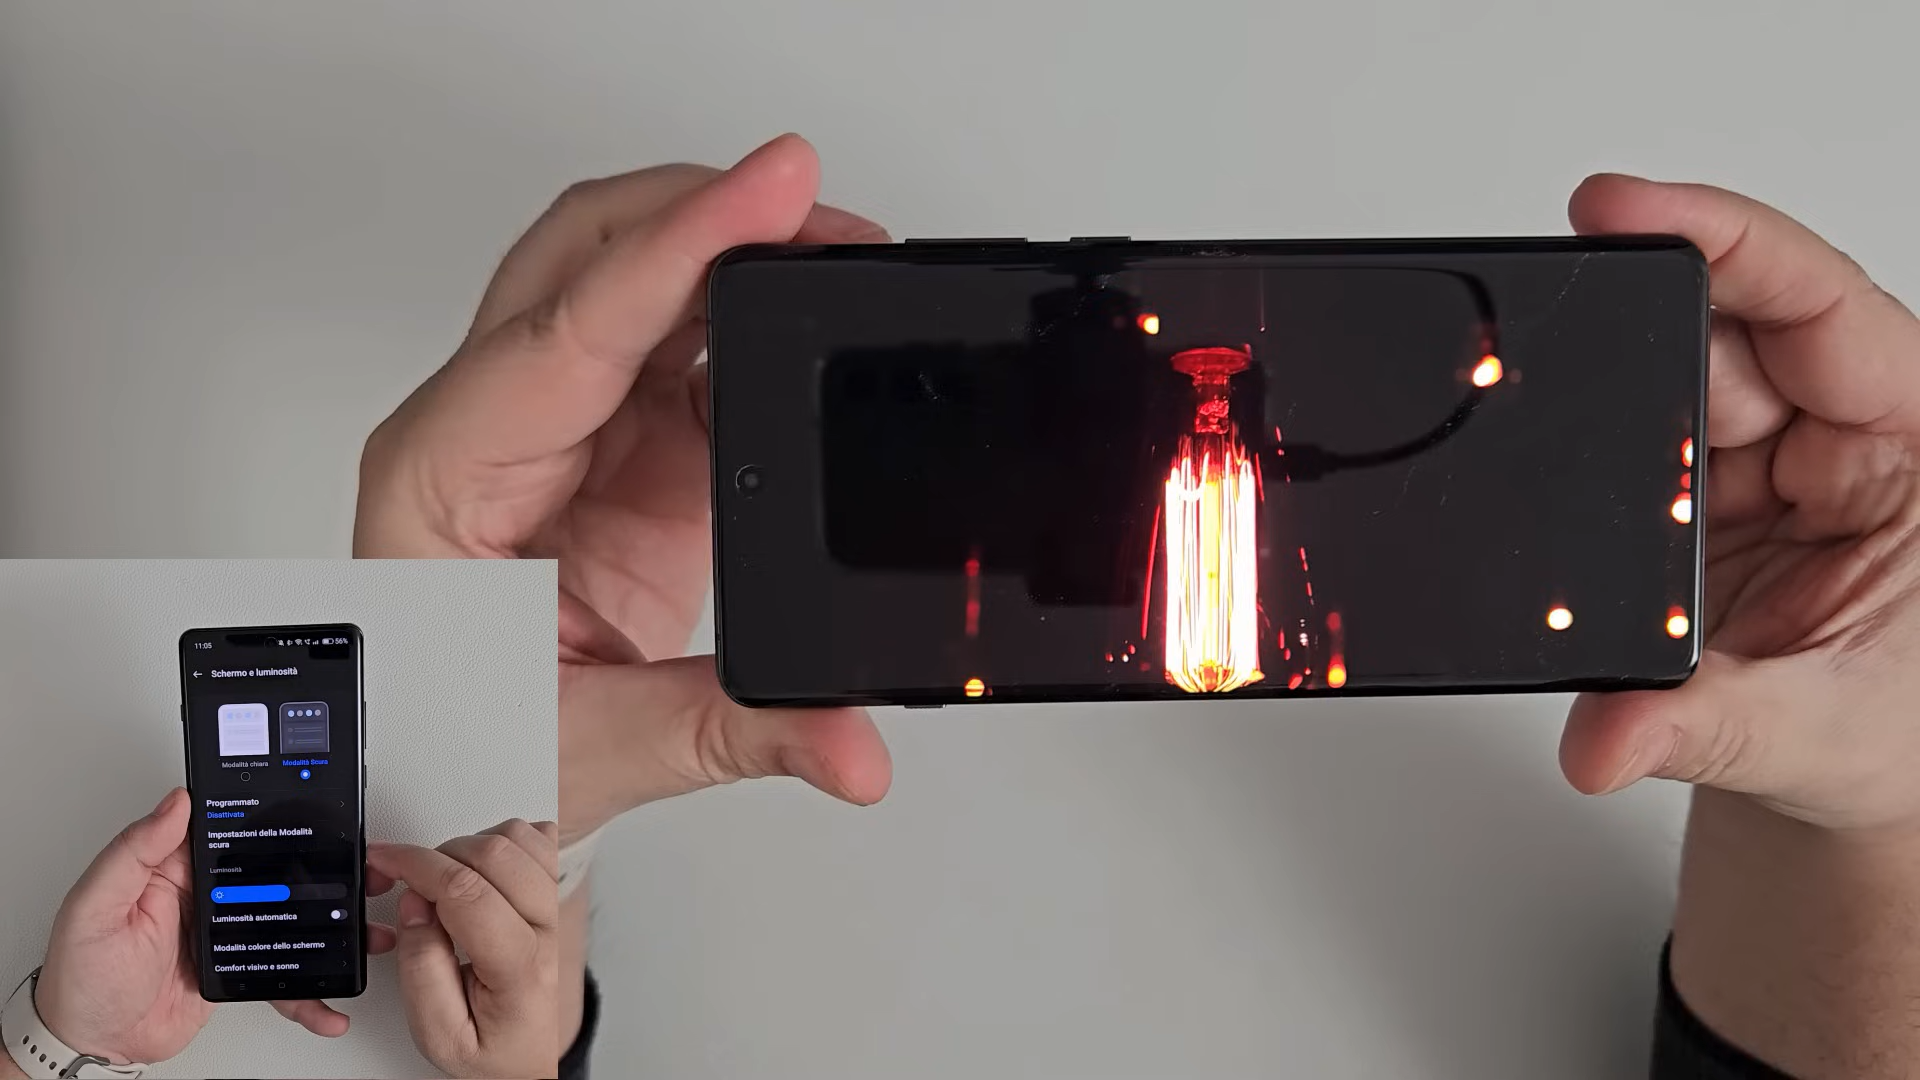 11:05
56%
Schermo e luminosità
Modalità chiara
Modalità Scura
Programmato
Disattivata
Impostazioni della Modalità
scura
Luminosità
Luminosità automatica
Modalità colore dello schermo
Comfort visivo e sonno